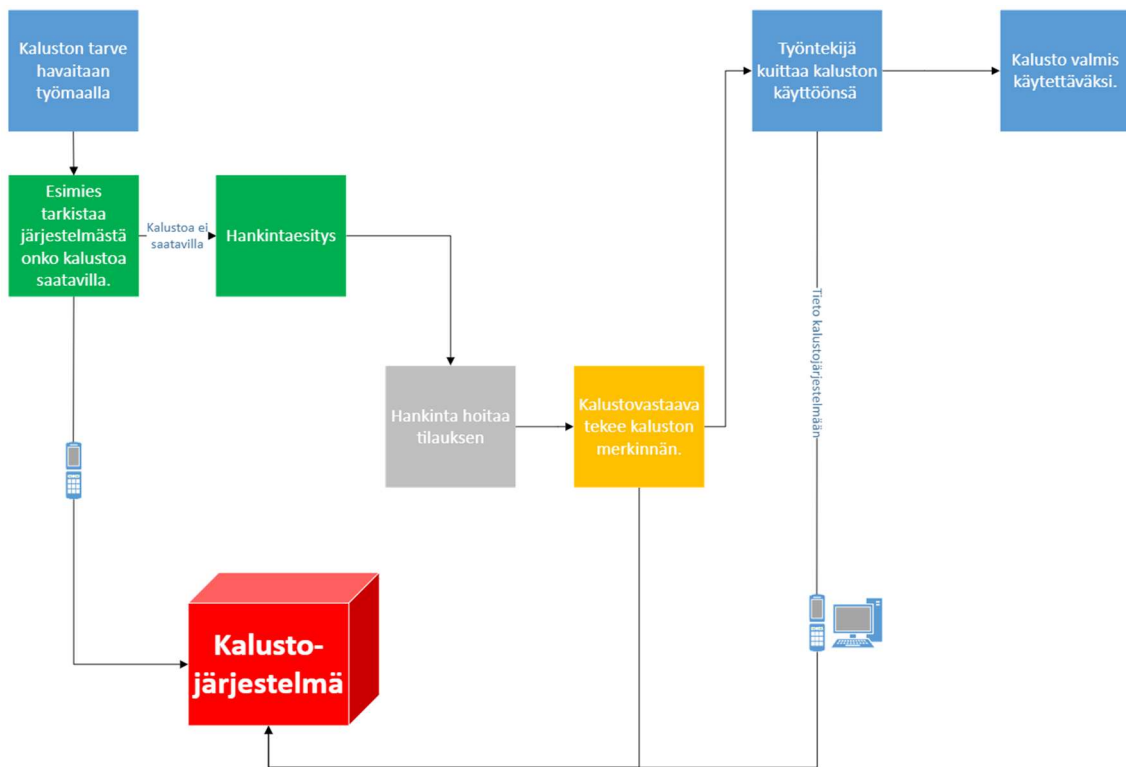 Kaluston tarve
havaitaan
työmaalla
Työntekijä
kuittaa kaluston
käyttöönsä
Kalusto valmis
käytettäväksi.
Esimies
tarkistaa
järjestelmästä
onko kalustoa
saatavilla.
Kalustoa ei
saatavilla
Hankintaesitys
Tieto kalustojärjestelmään
Hankinta hoitaa
tilauksen
Kalustovastaava
tekee kaluston
merkinnän.
Kalusto-
järjestelmä